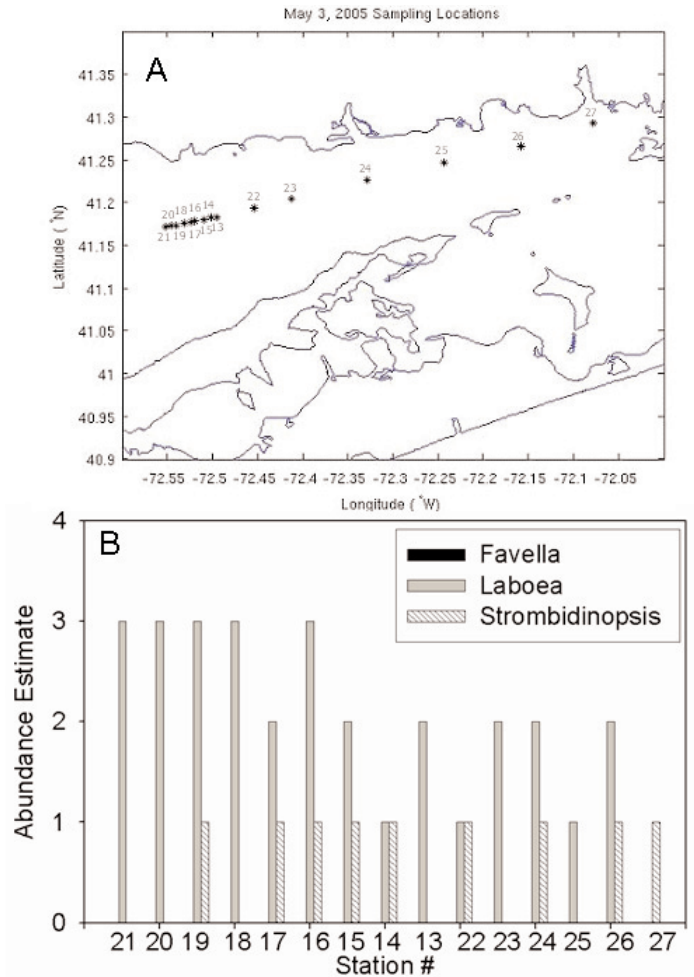 May 3, 2005 Sampling Locations
A
41.35
41.3
41.25
41.2
41.15
41.1
41.05
41
40.95
40.9
Latitude ( °N)
27
26
25
24
23
22
20 18 16 14
21 19 17 15 13
-72.55 -72.5 -72.45 -72.4 -72.35 -72.3 -72.25 -72.2 -72.15 -72.1 -72.05
Longitude ( °W)
B
Favella
Laboea
Strombidinopsis
4
3
2
1
0
Abundance Estimate
21 20 19 18 17 16 15 14 13 22 23 24 25 26 27
Station #